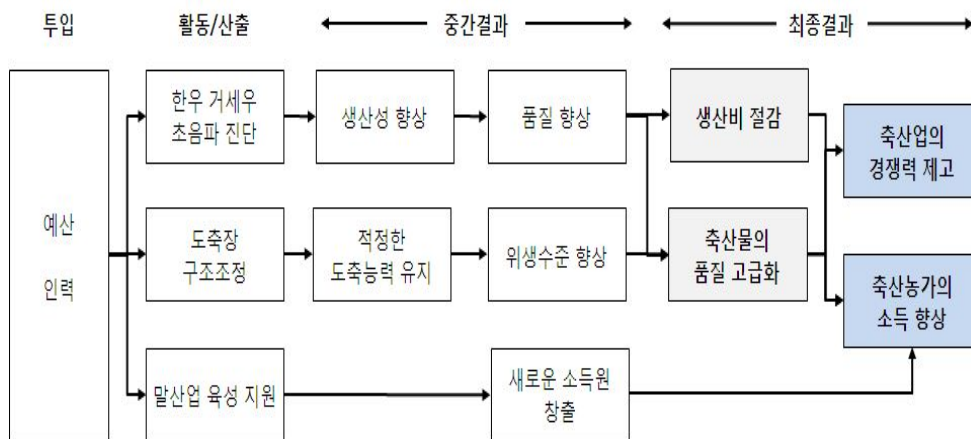 투입
활동/산출
중간결과
최종결과
예산
인력
한우 거세우
초음파 진단
생산성 향상
품질 향상
생산비 절감
축산업의
경쟁력 제고
도축장
구조조정
적정한
도축능력 유지
위생수준 향상
축산물의
품질 고급화
축산농가의
소득 향상
말산업 육성 지원
새로운 소득원
창출